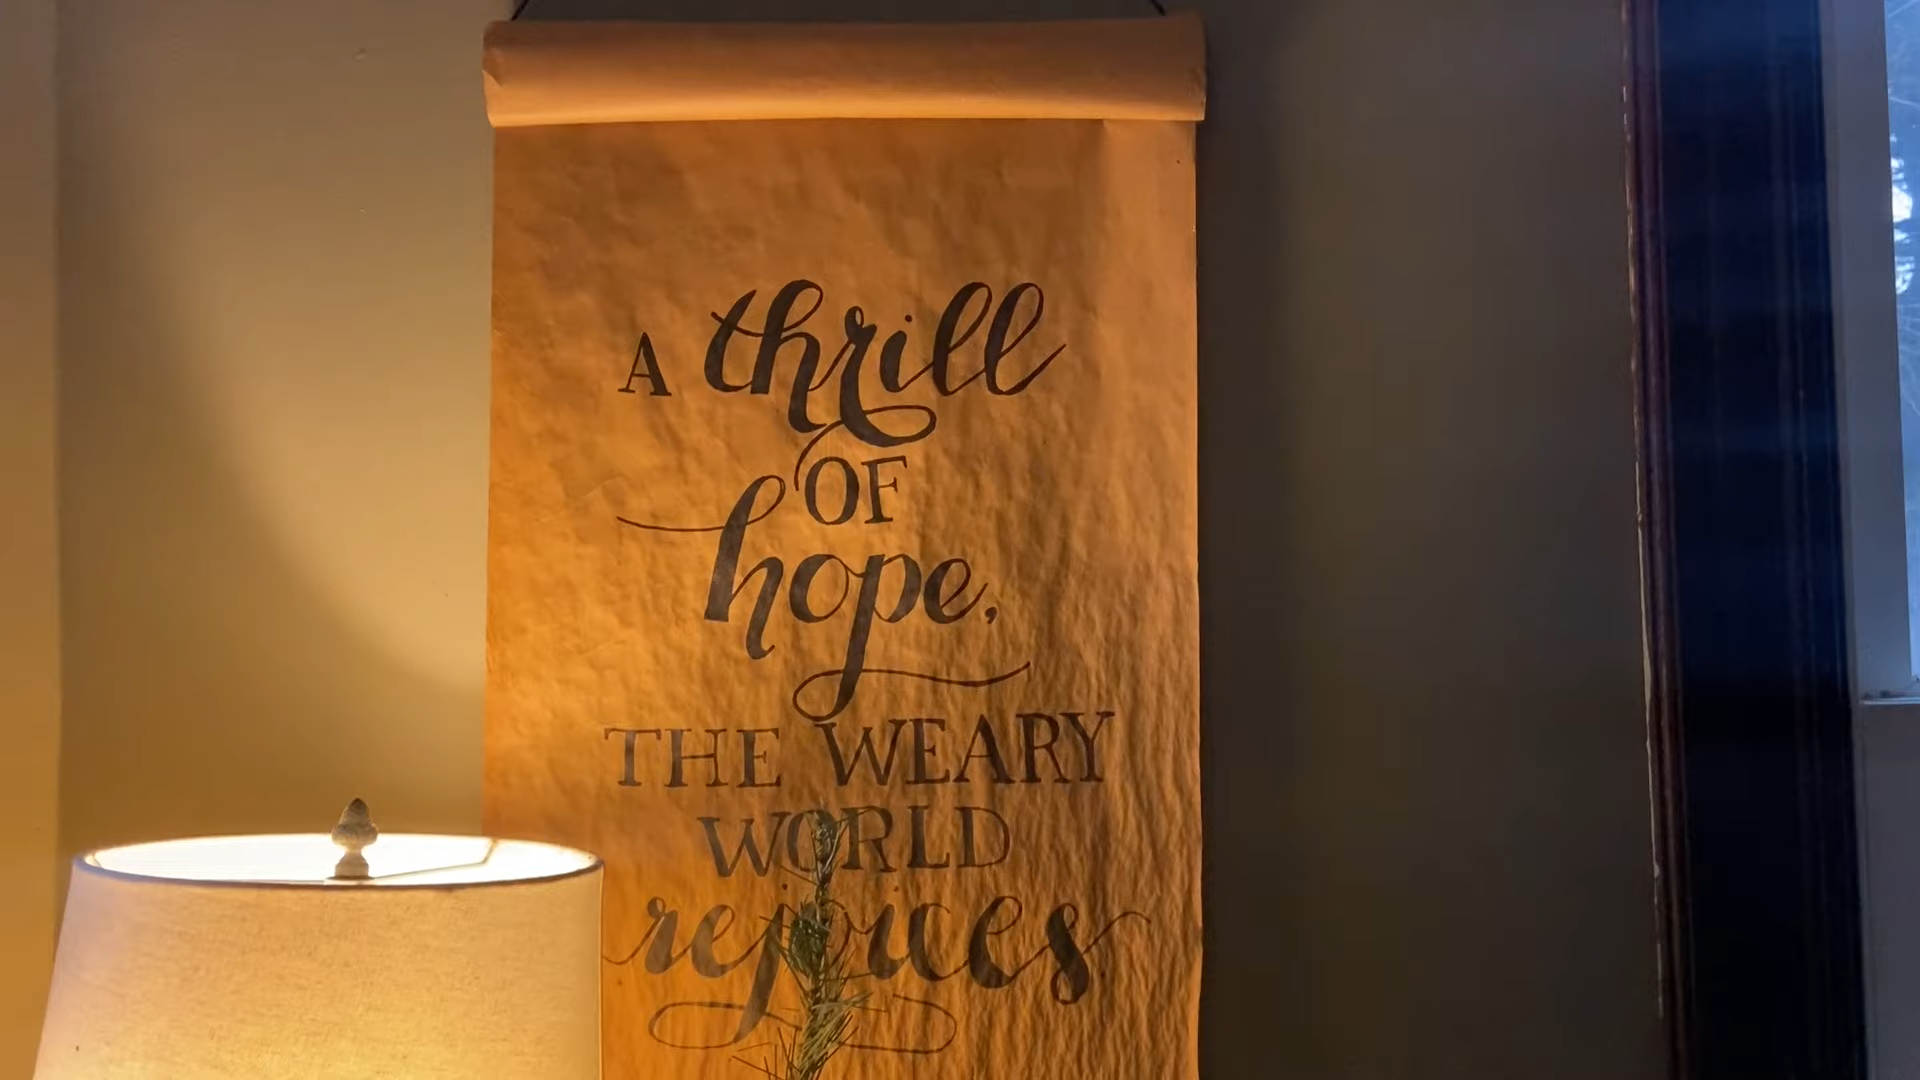 A thrill
OF
hope,
THE WEARY
WORLD
rejoices